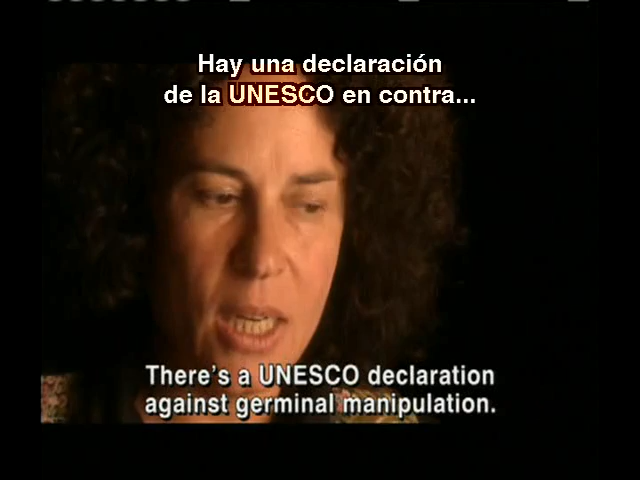 Hay una declaración
de la UNESCO en contra...
There's a UNESCO declaration
against germinal manipulation.